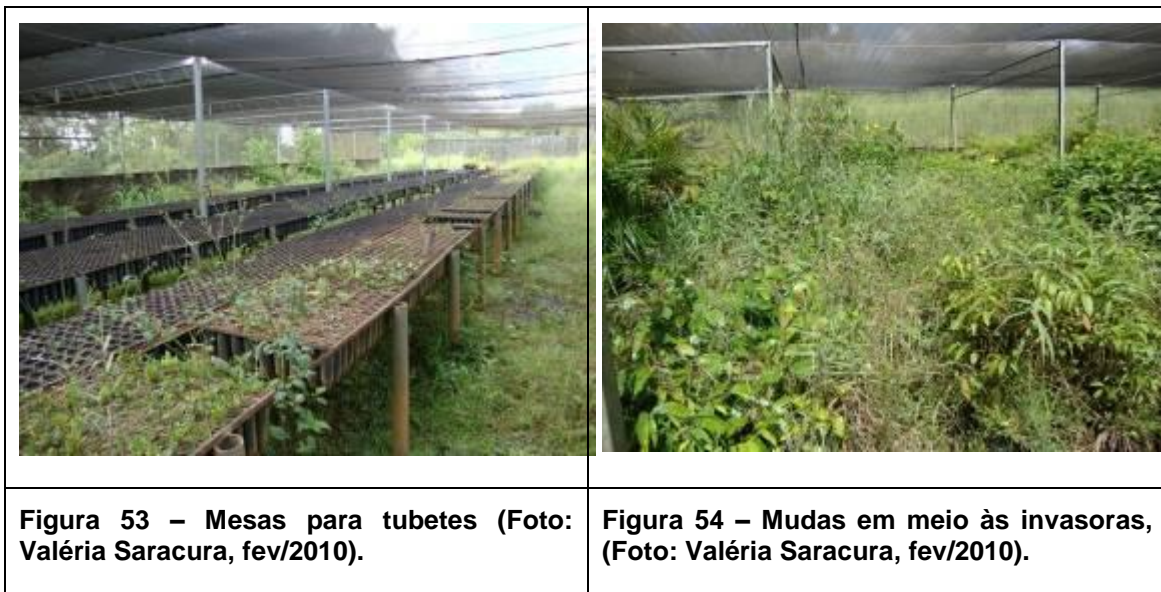 Figura 53 – Mesas para tubetes (Foto:
Valéria Saracura, fev/2010).
Figura 54 – Mudas em meio às invasoras,
(Foto: Valéria Saracura, fev/2010).